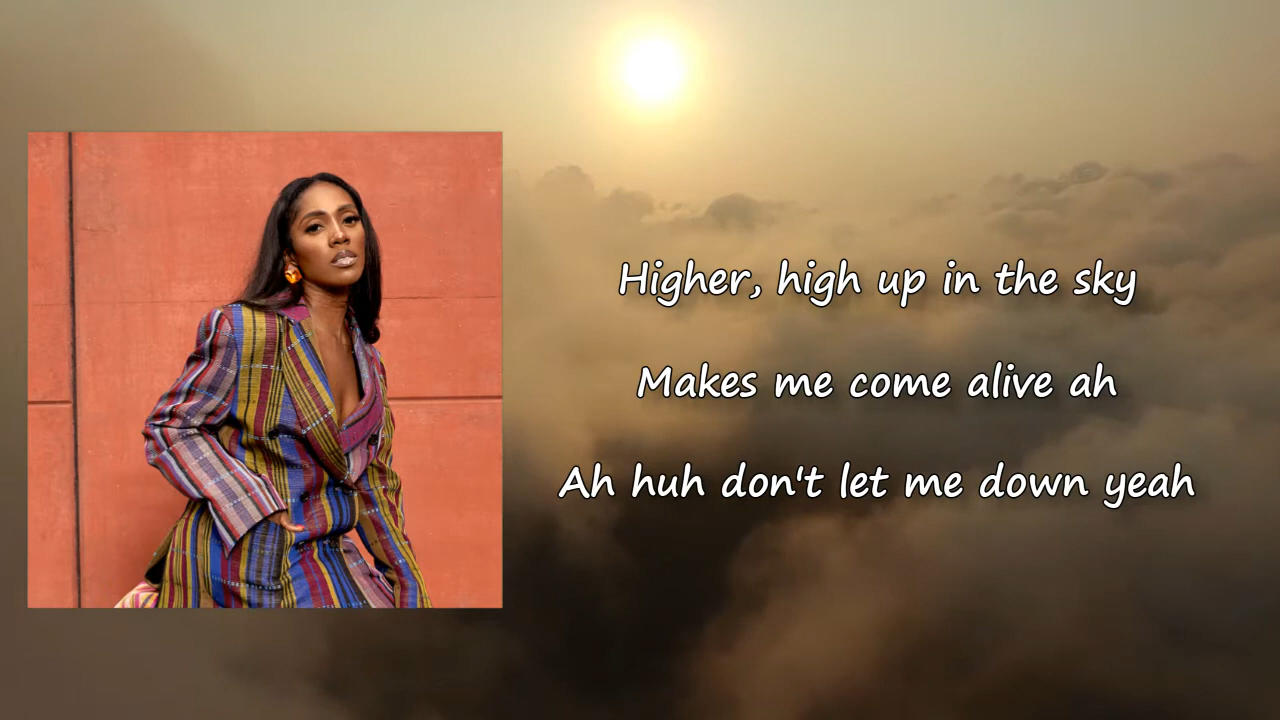 Higher, high up in the sky
Makes me come alive ah
Ah huh don't let me down yeah